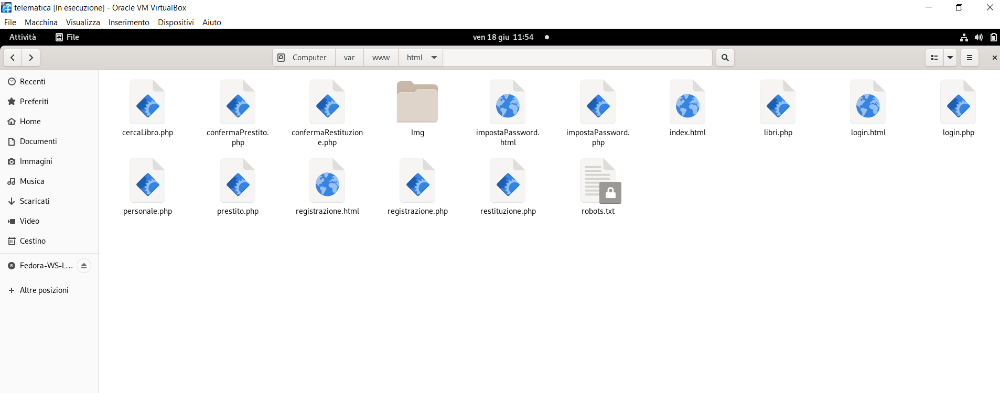 telematica [In esecuzione] - Oracle VM VirtualBox
File Macchina Visualizza Inserimento Dispositivi Aiuto
Attività File ven 18 giu 11:54
Computer var www html
Recenti
Preferiti
Home
Documenti
Immagini
Musica
Scaricati
Video
Cestino
Fedora-WS-L...
Altre posizioni
cercaLibro.php
confermaPrestito.
php
confermaRestituzion
e.php
Img
impostaPassword.
html
impostaPassword.
php
index.html
libri.php
login.html
login.php
personale.php
prestito.php
registrazione.html
registrazione.php
restituzione.php
robots.txt